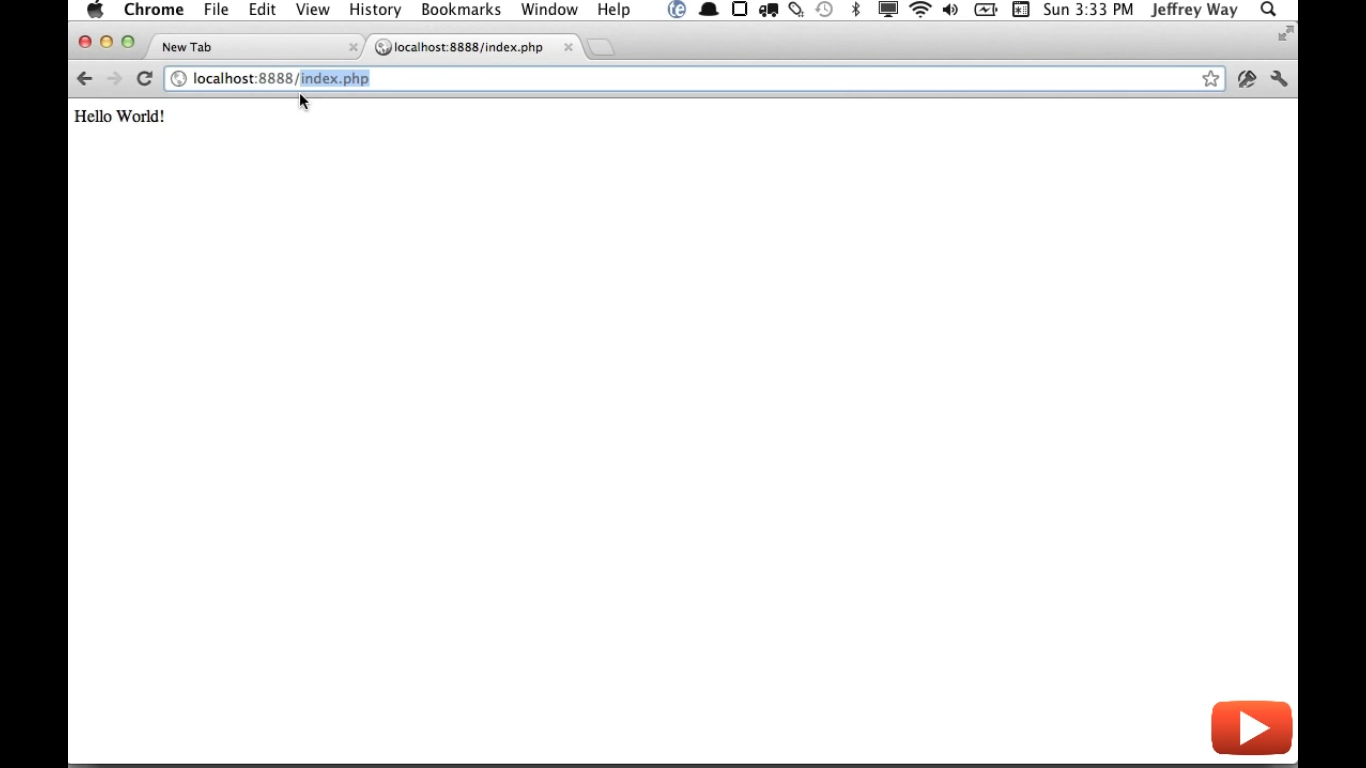 Chrome File Edit View History Bookmarks Window Help te Sun 3:33 PM Jeffrey Way
New Tab localhost:8888/index.php
localhost:8888/index.php
Hello World!